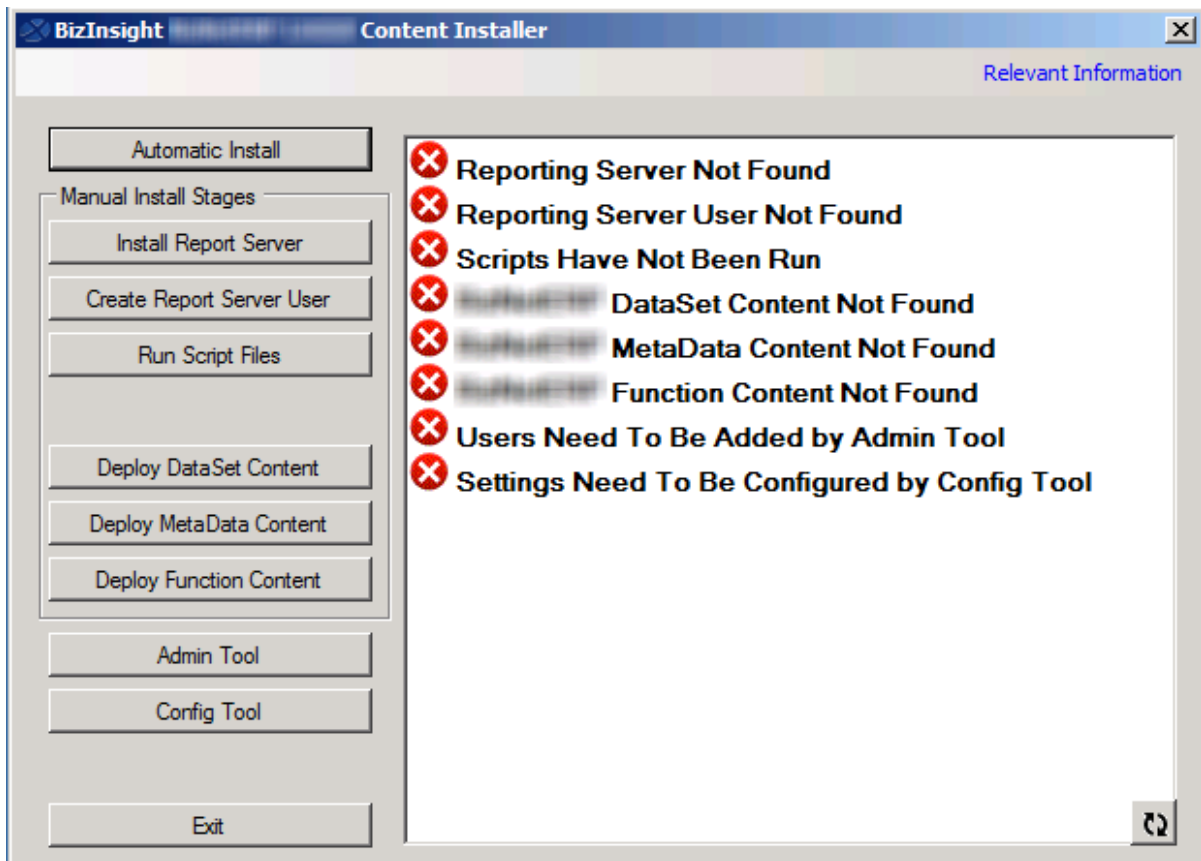 BizInsight Content Installer
Relevant Information
Automatic Install
Manual Install Stages
Install Report Server
Create Report Server User
Run Script Files
Deploy DataSet Content
Deploy MetaData Content
Deploy Function Content
Admin Tool
Config Tool
Exit
Reporting Server Not Found
Reporting Server User Not Found
Scripts Have Not Been Run
DataSet Content Not Found
MetaData Content Not Found
Function Content Not Found
Users Need To Be Added by Admin Tool
Settings Need To Be Configured by Config Tool